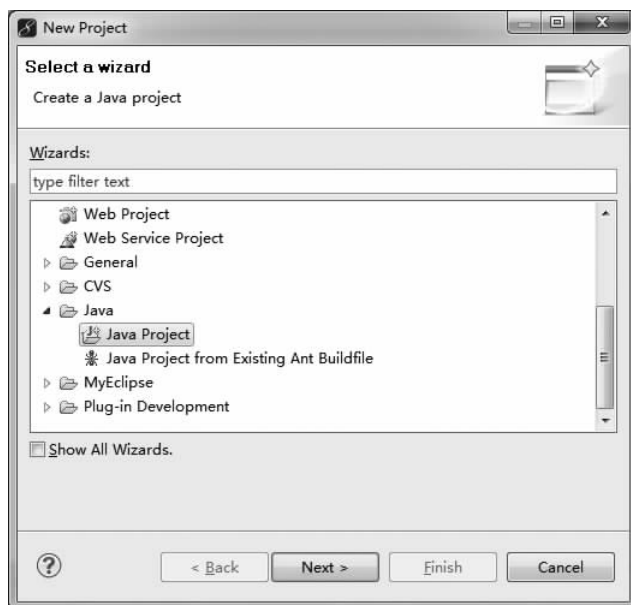 New Project
Select a wizard
Create a Java project
Wizards:
type filter text
Web Project
Web Service Project
General
CVS
Java
Java Project
Java Project from Existing Ant Buildfile
MyEclipse
Plug-in Development
Show All Wizards.
?
< Back Next > Finish Cancel